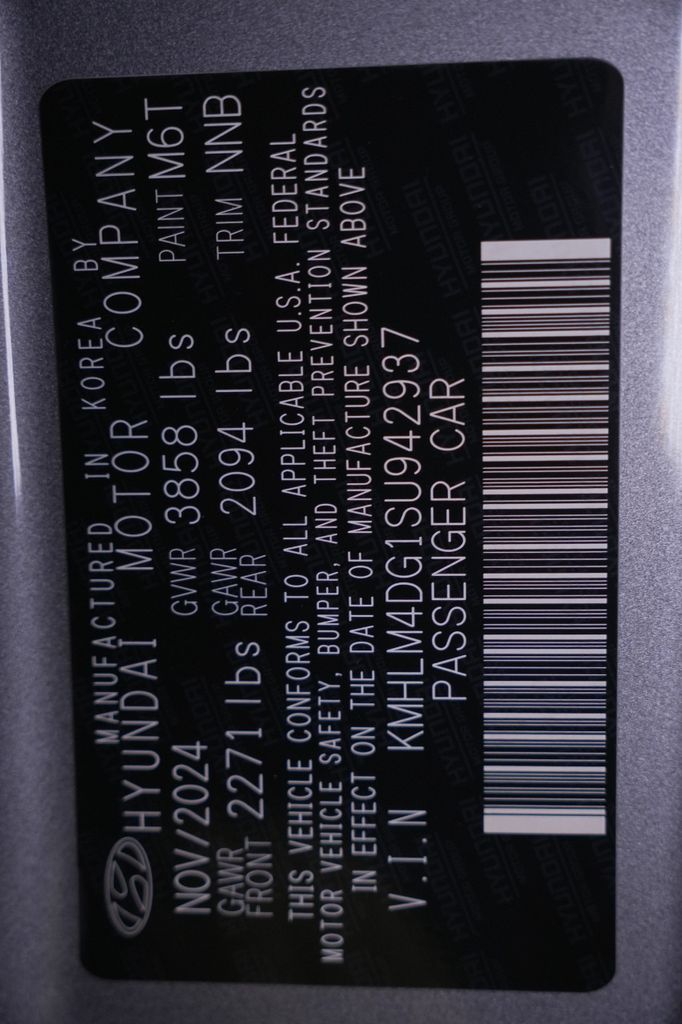 MANUFACTURED IN KOREA BY
HYUNDAI MOTOR COMPANY
NOV/2024 GVWR 3858 lbs PAINT M6T
GAWR FRONT 2271 lbs GAWR REAR 2094 lbs TRIM NNB
THIS VEHICLE CONFORMS TO ALL APPLICABLE U.S.A. FEDERAL
MOTOR VEHICLE SAFETY, BUMPER, AND THEFT PREVENTION STANDARDS
IN EFFECT ON THE DATE OF MANUFACTURE SHOWN ABOVE
V.I.N KMHLM4DG1SU942937
PASSENGER CAR